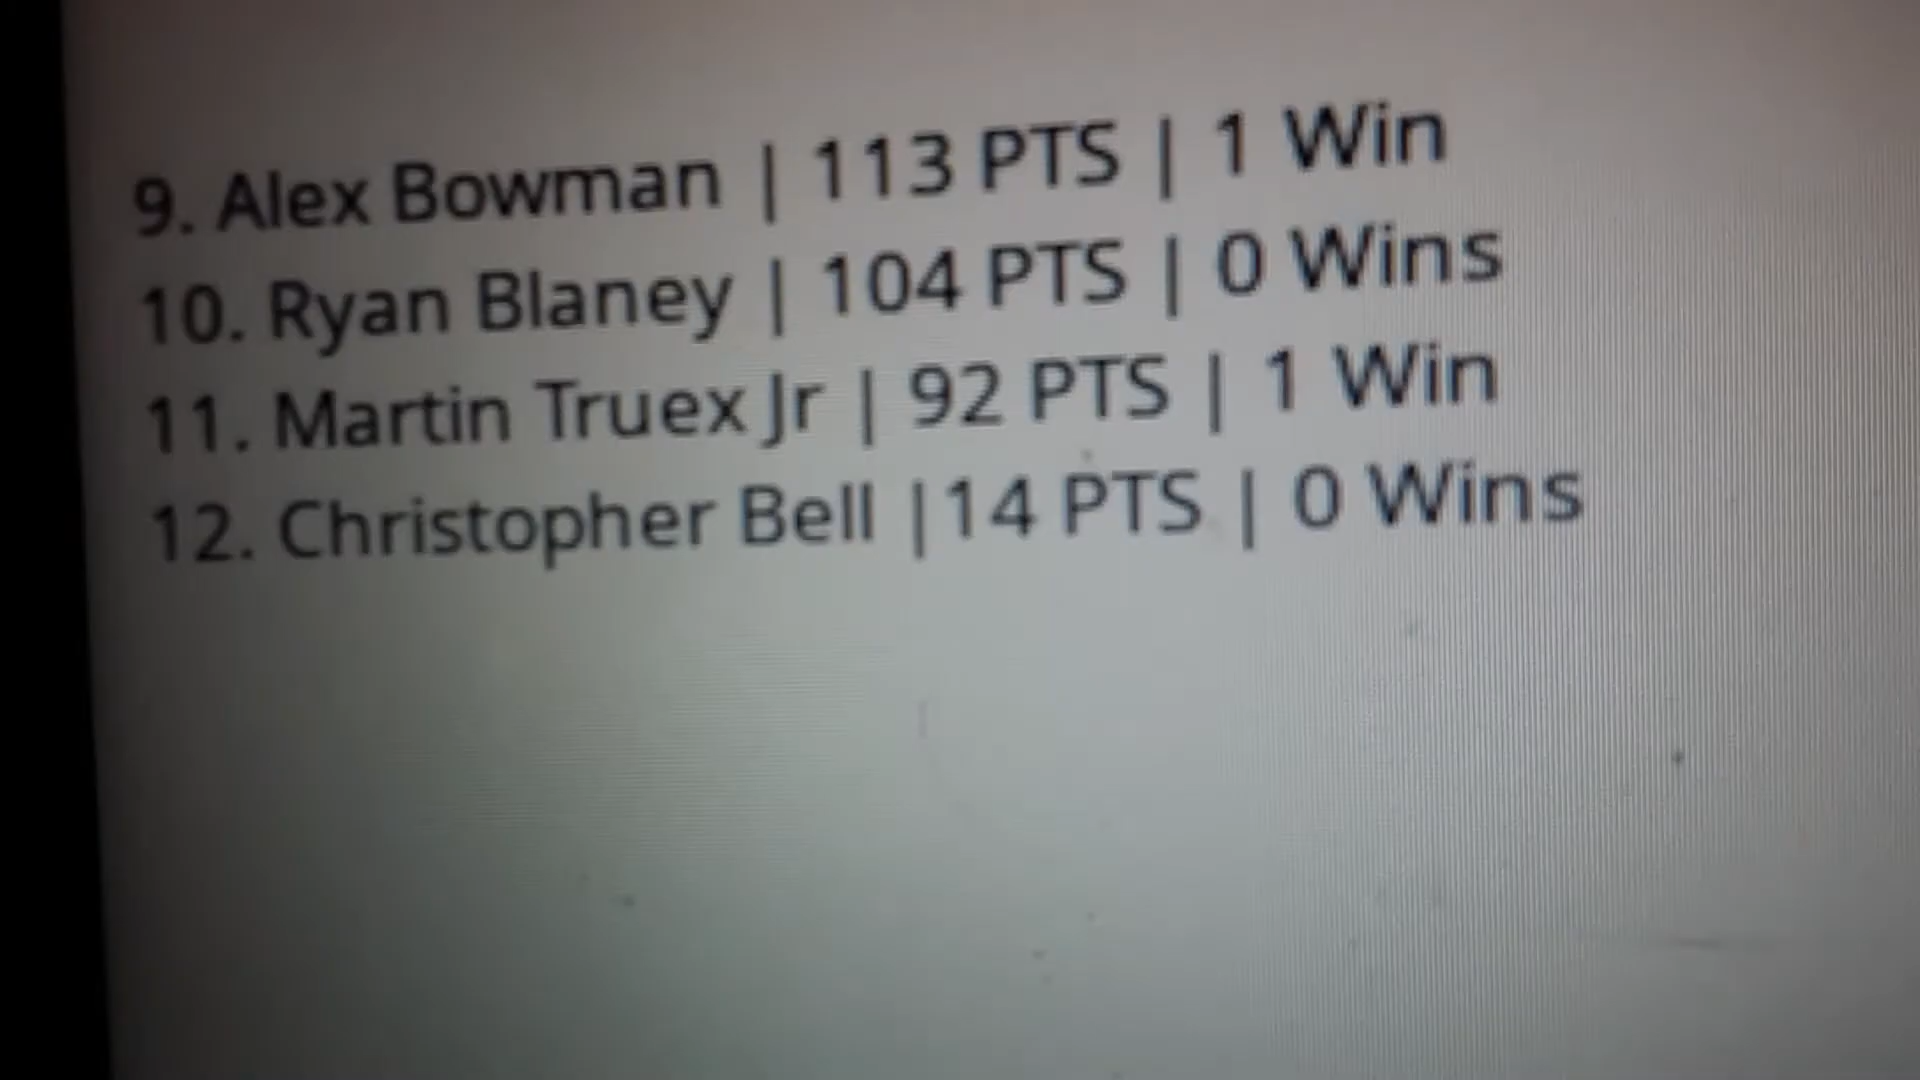 9. Alex Bowman | 113 PTS | 1 Win
10. Ryan Blaney | 104 PTS | 0 Wins
11. Martin Truex Jr | 92 PTS | 1 Win
12. Christopher Bell |14 PTS | 0 Wins